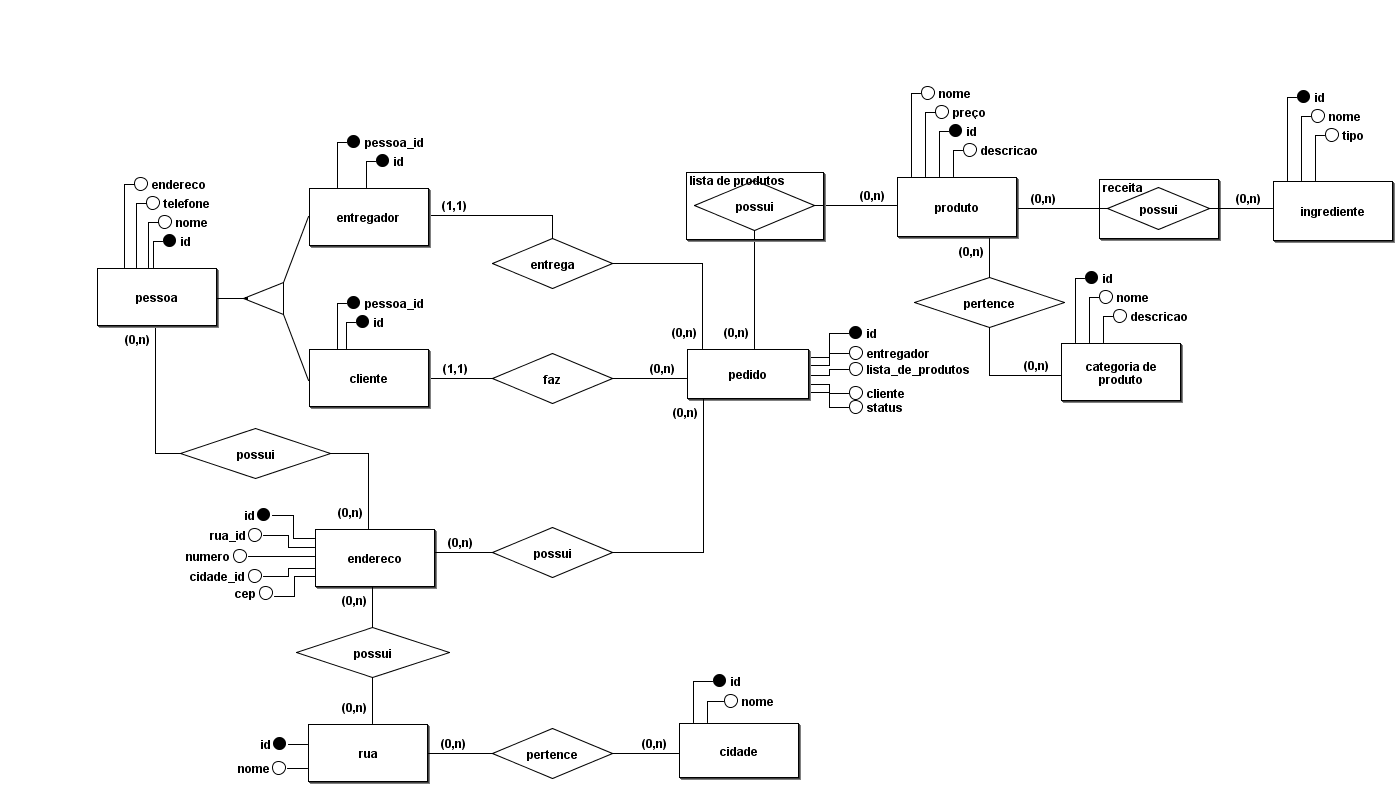 nome
preço
id
descricao
id
nome
tipo
pessoa_id
id
endereco
telefone
nome
id
entregador
(1,1)
lista de produtos
possui
(0,n)
produto
(0,n)
receita
possui
(0,n)
ingrediente
pessoa
(0,n)
entrega
(0,n)
pertence
id
nome
descricao
pessoa_id
id
cliente
(1,1)
faz
(0,n)
(0,n)
(0,n)
pedido
id
entregador
lista_de_produtos
cliente
status
(0,n)
categoria de
produto
(0,n)
possui
(0,n)
id
rua_id
numero
cidade_id
cep
endereco
(0,n)
possui
(0,n)
possui
(0,n)
id
nome
rua
(0,n)
pertence
(0,n)
id
nome
cidade